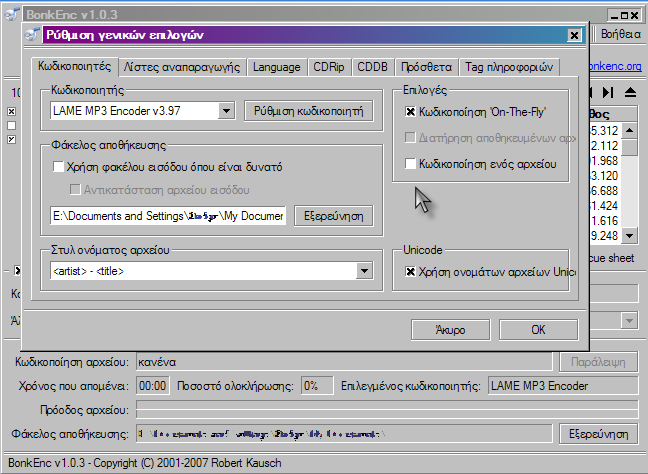 BonkEnc v1.0.3
Βοήθεια
Ρύθμιση γενικών επιλογών
Κωδικοποιητές Λίστες αναπαραγωγής Language CDRip CDDB Πρόσθετα Tag πληροφοριών
Κωδικοποιητής
LAME MP3 Encoder v3.97
Ρύθμιση κωδικοποιητή
Επιλογές
Κωδικοποίηση 'On-The-Fly'
Διατήρηση αποθηκευμένων αρχ
Κωδικοποίηση ενός αρχείου
Φάκελος αποθήκευσης
Χρήση φακέλου εισόδου όπου είναι δυνατό
Αντικατάσταση αρχείου εισόδου
E:\Documents and Settings\ \My Documer
Εξερεύνηση
Στυλ ονόματος αρχείου
<artist> - <title>
Unicode
Χρήση ονομάτων αρχείων Unic
Άκυρο
OK
onkenc.org
θος
5.312
2.112
01.968
3.120
6.688
1.424
1.616
9.248
cue sheet
Κωδικοποίηση αρχείου: κανένα
Παράλειψη
Χρόνος που απομένει: 00:00 Ποσοστό ολοκλήρωσης: 0% Επιλεγμένος κωδικοποιητής: LAME MP3 Encoder
Πρόοδος αρχείου:
Φάκελος αποθήκευσης:
Εξερεύνηση
BonkEnc v1.0.3 - Copyright (C) 2001-2007 Robert Kausch